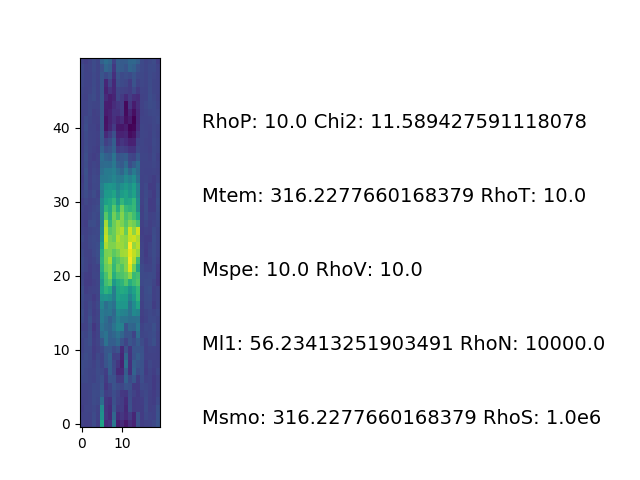 RhoP: 10.0 Chi2: 11.589427591118078
40
Mtem: 316.2277660168379 RhoT: 10.0
30
Mspe: 10.0 RhoV: 10.0
20
Ml1: 56.23413251903491 RhoN: 10000.0
10
Msmo: 316.2277660168379 RhoS: 1.0e6
0
0 10